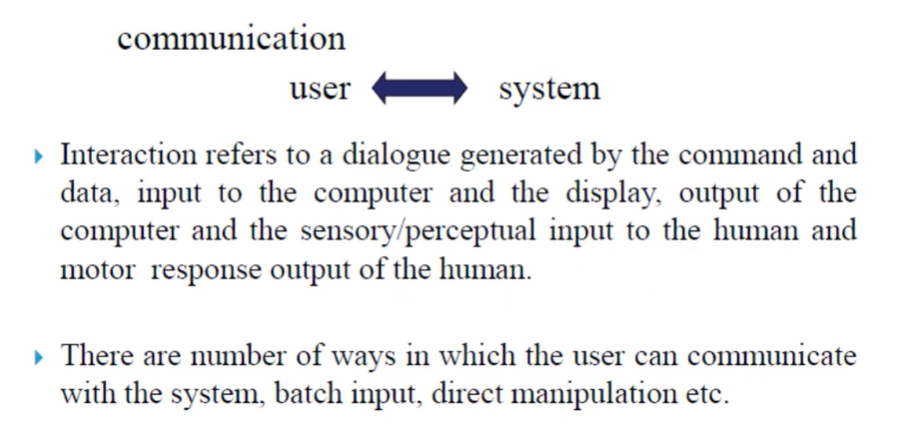 communication
user system
Interaction refers to a dialogue generated by the command and
data, input to the computer and the display, output of the
computer and the sensory/perceptual input to the human and
motor response output of the human.
There are number of ways in which the user can communicate
with the system, batch input, direct manipulation etc.